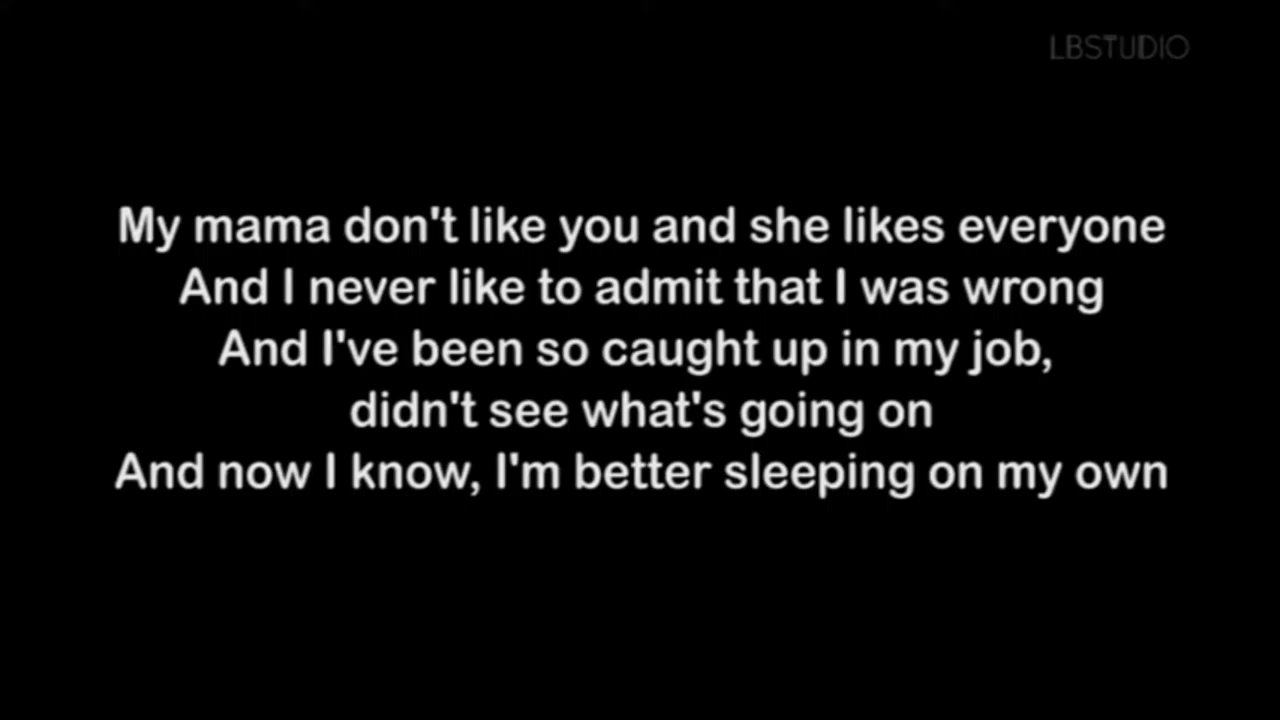 LBSTUDIO
My mama don't like you and she likes everyone
And I never like to admit that I was wrong
And I've been so caught up in my job,
didn't see what's going on
And now I know, I'm better sleeping on my own